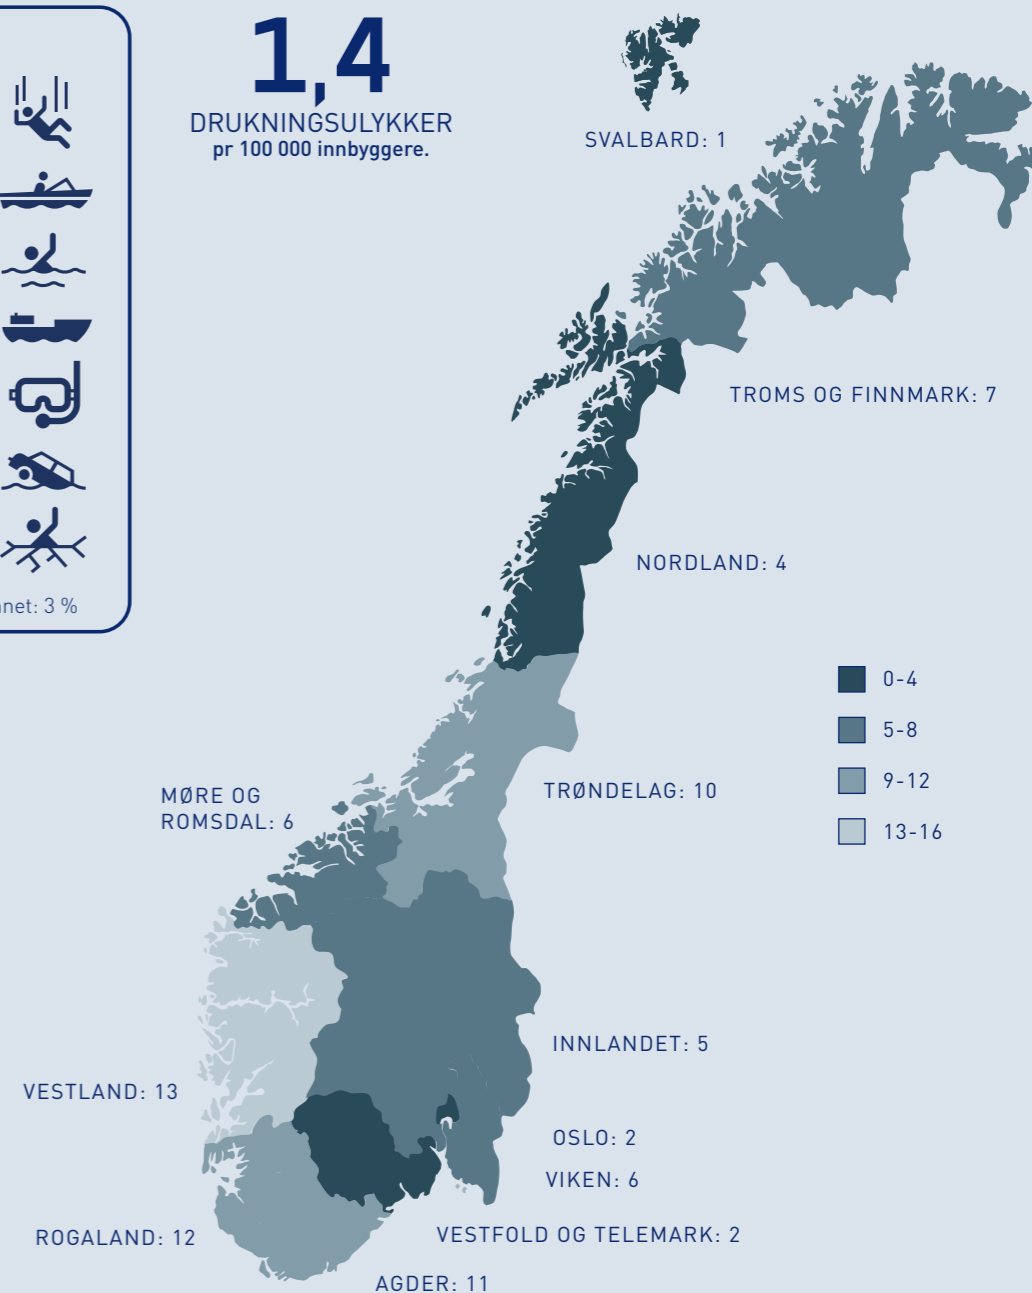 1,4
DRUKNINGSULYKKER
pr 100 000 innbyggere.
SVALBARD: 1
TROMS OG FINNMARK: 7
NORDLAND: 4
net: 3 %
0-4
5-8
9-12
13-16
MØRE OG
ROMSDAL: 6
TRØNDELAG: 10
INNLANDET: 5
VESTLAND: 13
OSLO: 2
VIKEN: 6
ROGALAND: 12
VESTFOLD OG TELEMARK: 2
AGDER: 11